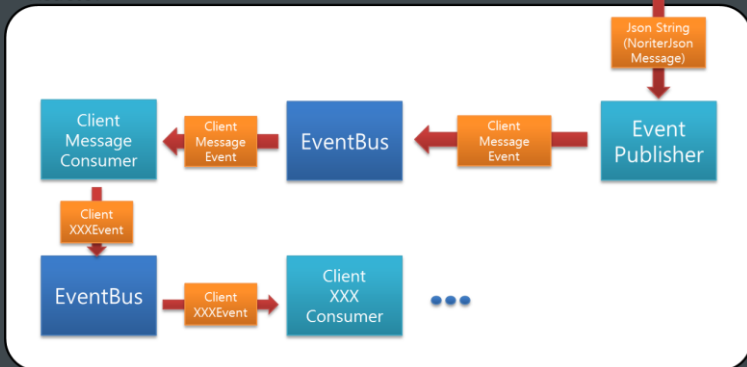 Json String
(NoriterJson
Message)
Client
Message
Consumer
Client
Message
Event
EventBus
Client
Message
Event
Event
Publisher
Client
XXXEvent
EventBus
Client
XXXEvent
Client
XXX
Consumer